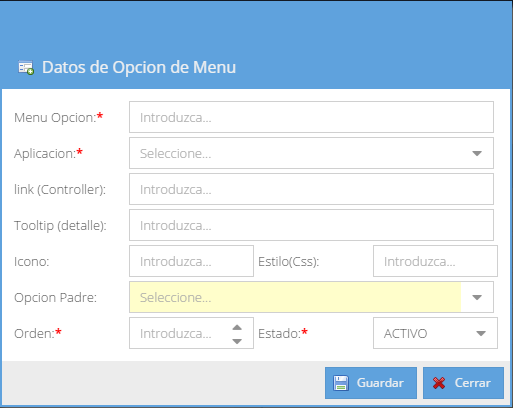 Datos de Opcion de Menu
Menu Opcion:* Introduzca...
Aplicacion:* Seleccione...
link (Controller): Introduzca...
Tooltip (detalle): Introduzca...
Icono: Introduzca... Estilo(Css): Introduzca...
Opcion Padre: Seleccione...
Orden:* Introduzca... Estado:* ACTIVO
Guardar Cerrar